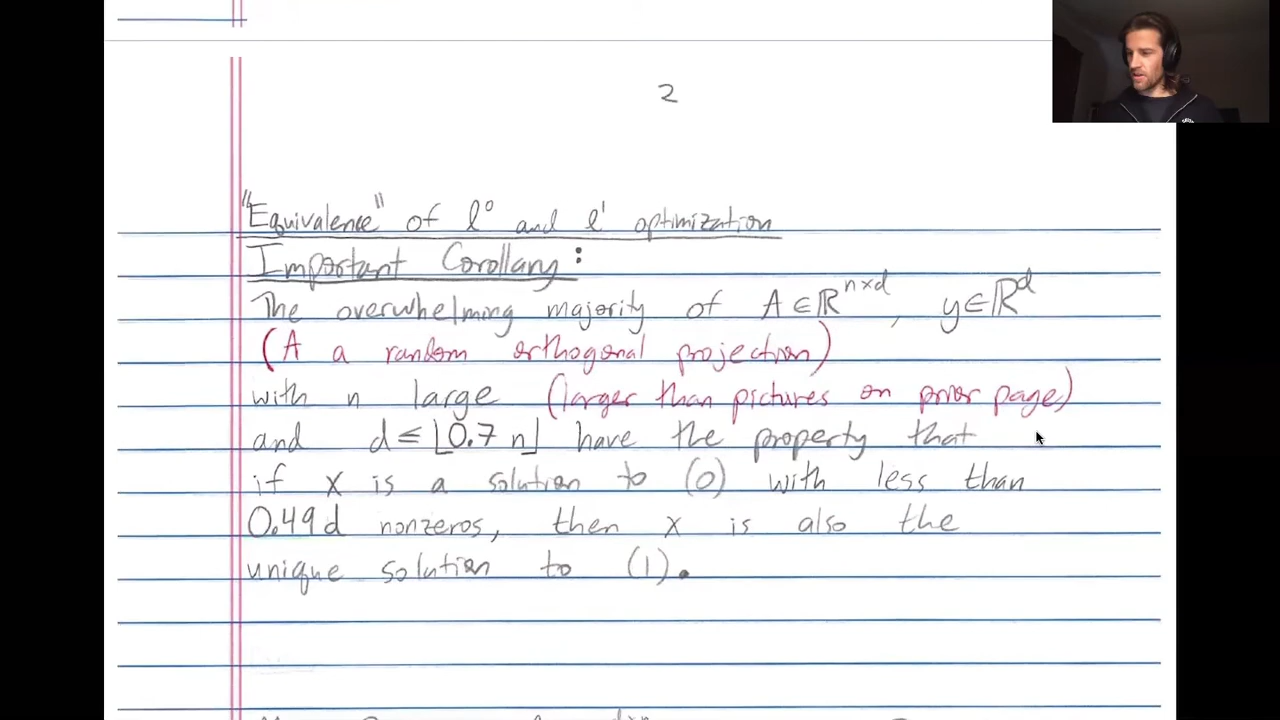 2
"Equivalence" of ℓ⁰ and ℓ¹ optimization
Important Corollary:
The overwhelming majority of A ∈ ℝⁿˣᵈ, y ∈ ℝᵈ
(A a random orthogonal projection)
with n large (larger than pictures on prior page)
and d ≤ ⌊0.7 n⌋ have the property that
if x is a solution to (0) with less than
0.49d nonzeros, then x is also the
unique solution to (1).